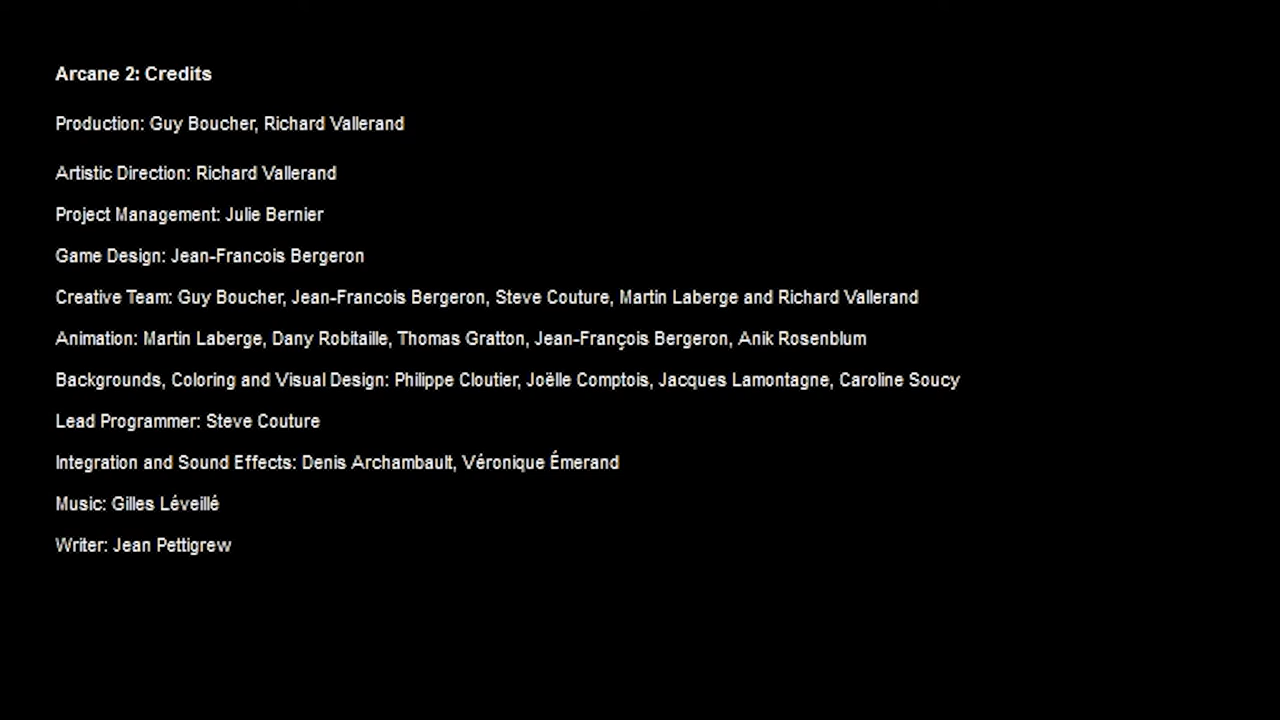 Arcane 2: Credits
Production: Guy Boucher, Richard Vallerand
Artistic Direction: Richard Vallerand
Project Management: Julie Bernier
Game Design: Jean-Francois Bergeron
Creative Team: Guy Boucher, Jean-Francois Bergeron, Steve Couture, Martin Laberge and Richard Vallerand
Animation: Martin Laberge, Dany Robitaille, Thomas Gratton, Jean-François Bergeron, Anik Rosenblum
Backgrounds, Coloring and Visual Design: Philippe Cloutier, Joëlle Comptois, Jacques Lamontagne, Caroline Soucy
Lead Programmer: Steve Couture
Integration and Sound Effects: Denis Archambault, Véronique Émerand
Music: Gilles Léveillé
Writer: Jean Pettigrew